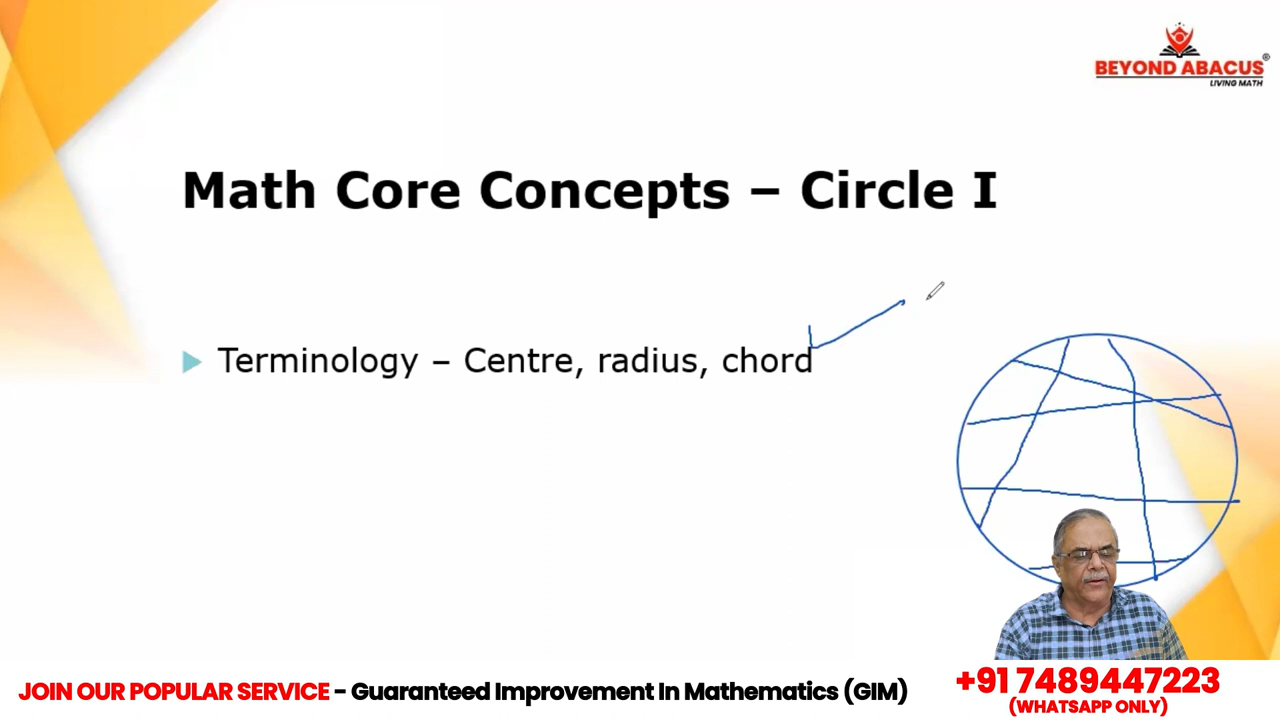 BEYOND ABACUS®
LIVING MATH
Math Core Concepts – Circle I
Terminology – Centre, radius, chord
JOIN OUR POPULAR SERVICE – Guaranteed Improvement In Mathematics (GIM)
+91 7489447223
(WHATSAPP ONLY)